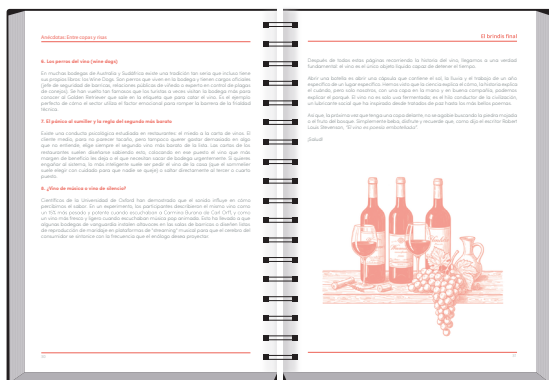 Anécdotas: Entre copas y risas
6. Los perros del vino (wine dogs)
En muchas bodegas de Australia y Sudáfrica existe una tradición tan seria que incluso tiene
sus propios libros: los Wine Dogs. Son perros que viven en la bodega y tienen cargos oficiales
(jefe de seguridad de barricas, relaciones públicas de viñedo o experto en control de plagas
de conejos). Se han vuelto tan famosos que los turistas a veces visitan la bodega más para
conocer al Golden Retriever que sale en la etiqueta que para catar el vino. Es el ejemplo
perfecto de cómo el sector utiliza el factor emocional para romper la barrera de la frialdad
técnica.
7. El pánico al sumiller y la regla del segundo más barato
Existe una conducta psicológica estudiada en restaurantes: el miedo a la carta de vinos. El
cliente medio, para no parecer tacaño, pero tampoco querer gastar demasiado en algo
que no entiende, elige siempre el segundo vino más barato de la lista. Las cartas de los
restaurantes suelen diseñarse sabiendo esto, colocando en ese puesto el vino que más
margen de beneficio les deja o el que necesitan sacar de bodega urgentemente. Si quieres
engañar al sistema, lo más inteligente suele ser pedir el vino de la casa (que el sommelier
suele elegir con cuidado para que nadie se queje) o saltar directamente al tercer o cuarto
puesto.
8. ¿Vino de música o vino de silencio?
Científicos de la Universidad de Oxford han demostrado que el sonido influye en cómo
percibimos el sabor. En un experimento, los participantes describieron el mismo vino como
un 10% más pesado y potente cuando escuchaban a Carmina Burana de Carl Orff, y como
un vino más fresco y ligero cuando escuchaban música pop animada. Esto ha llevado a que
algunas bodegas de vanguardia instalen altavoces en las salas de barricas o diseñen listas
de reproducción de maridaje en plataformas de "streaming" musical para que el cerebro del
consumidor se sintonice con la frecuencia que el enólogo desea proyectar.
El brindis final
Después de todas estas páginas recorriendo la historia del vino, llegamos a una verdad
fundamental: el vino es el único objeto líquido capaz de detener el tiempo.
Abrir una botella es abrir una cápsula que contiene el sol, la lluvia y el trabajo de un año
específico de un lugar específico. Hemos visto que la ciencia explica el cómo, la historia explica
el cuándo, pero solo nosotros, con una copa en la mano y en buena compañía, podemos
explicar el porqué. El vino no es solo uva fermentada; es el hilo conductor de la civilización,
un lubricante social que ha inspirado desde tratados de paz hasta los más bellos poemas.
Así que, la próxima vez que tenga una copa delante, no se agobie buscando la piedra mojada
o el fruto del bosque. Simplemente beba, disfrute y recuerde que, como dijo el escritor Robert
Louis Stevenson: "El vino es poesía embotellada".
¡Salud!